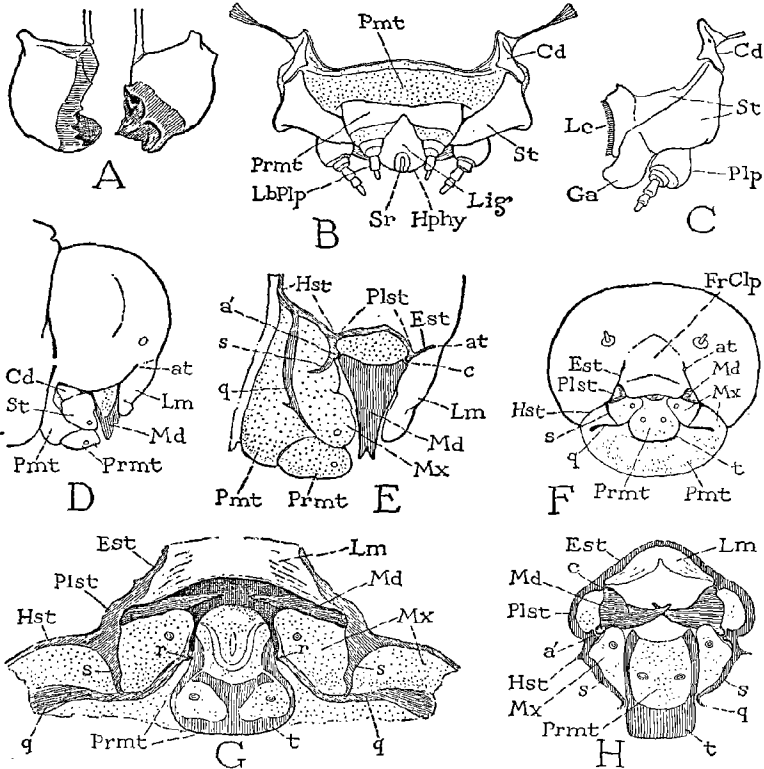 A
Pmt
Cd
Prmt
LbPlp
St
Sr Hphy Lig
B
Cd
Lc
St
Ga
Plp
C
at
Cd
St
Lm
Md
Pmt Prmt
D
Hst
a'
Plst
Est
s
at
c
q
Lm
Md
Mx
Pmt Prmt
E
FrClp
Est
at
Plst
Md
Hst
Mx
s
q
t
Prmt Pmt
F
Est
Lm
Plst
Md
Hst
Mx
r r
s s
q
Prmt
t
q
G
Est
Lm
c
Md
Plst
a'
Hst
s
s
Mx
q
Prmt
t
H